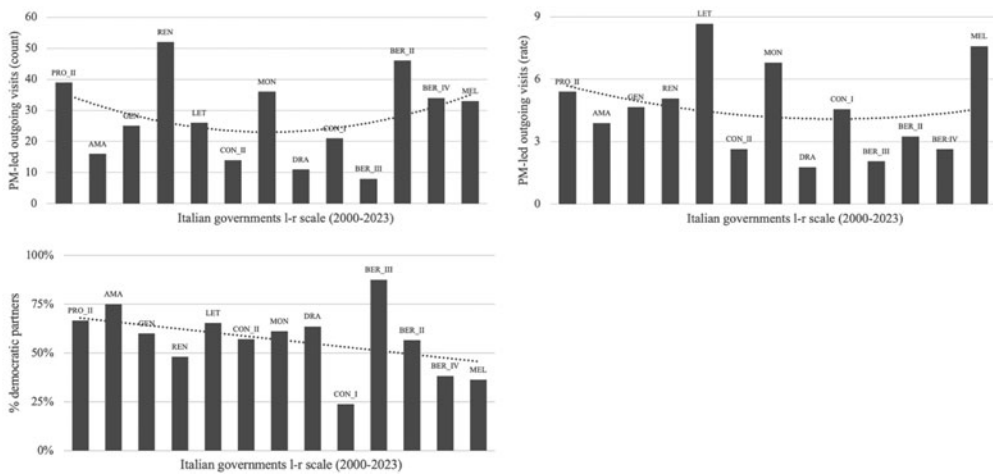 PM-led outgoing visits (count)
60
50
40
30
20
10
0
PRO_II
AMA
GEN
REN
LET
CON_II
MON
DRA
CON_I
BER_III
BER_II
BER_IV
MEL
Italian governments l-r scale (2000-2023)
PM-led outgoing visits (rate)
9
6
3
0
PRO_II
AMA
GEN
REN
LET
CON_II
MON
DRA
CON_I
BER_III
BER_II
BER:IV
MEL
Italian governments l-r scale (2000-2023)
% democratic partners
100%
75%
50%
25%
0%
PRO_II
AMA
GEN
REN
LET
CON_II
MON
DRA
CON_I
BER_III
BER_II
BER_IV
MEL
Italian governments l-r scale (2000-2023)